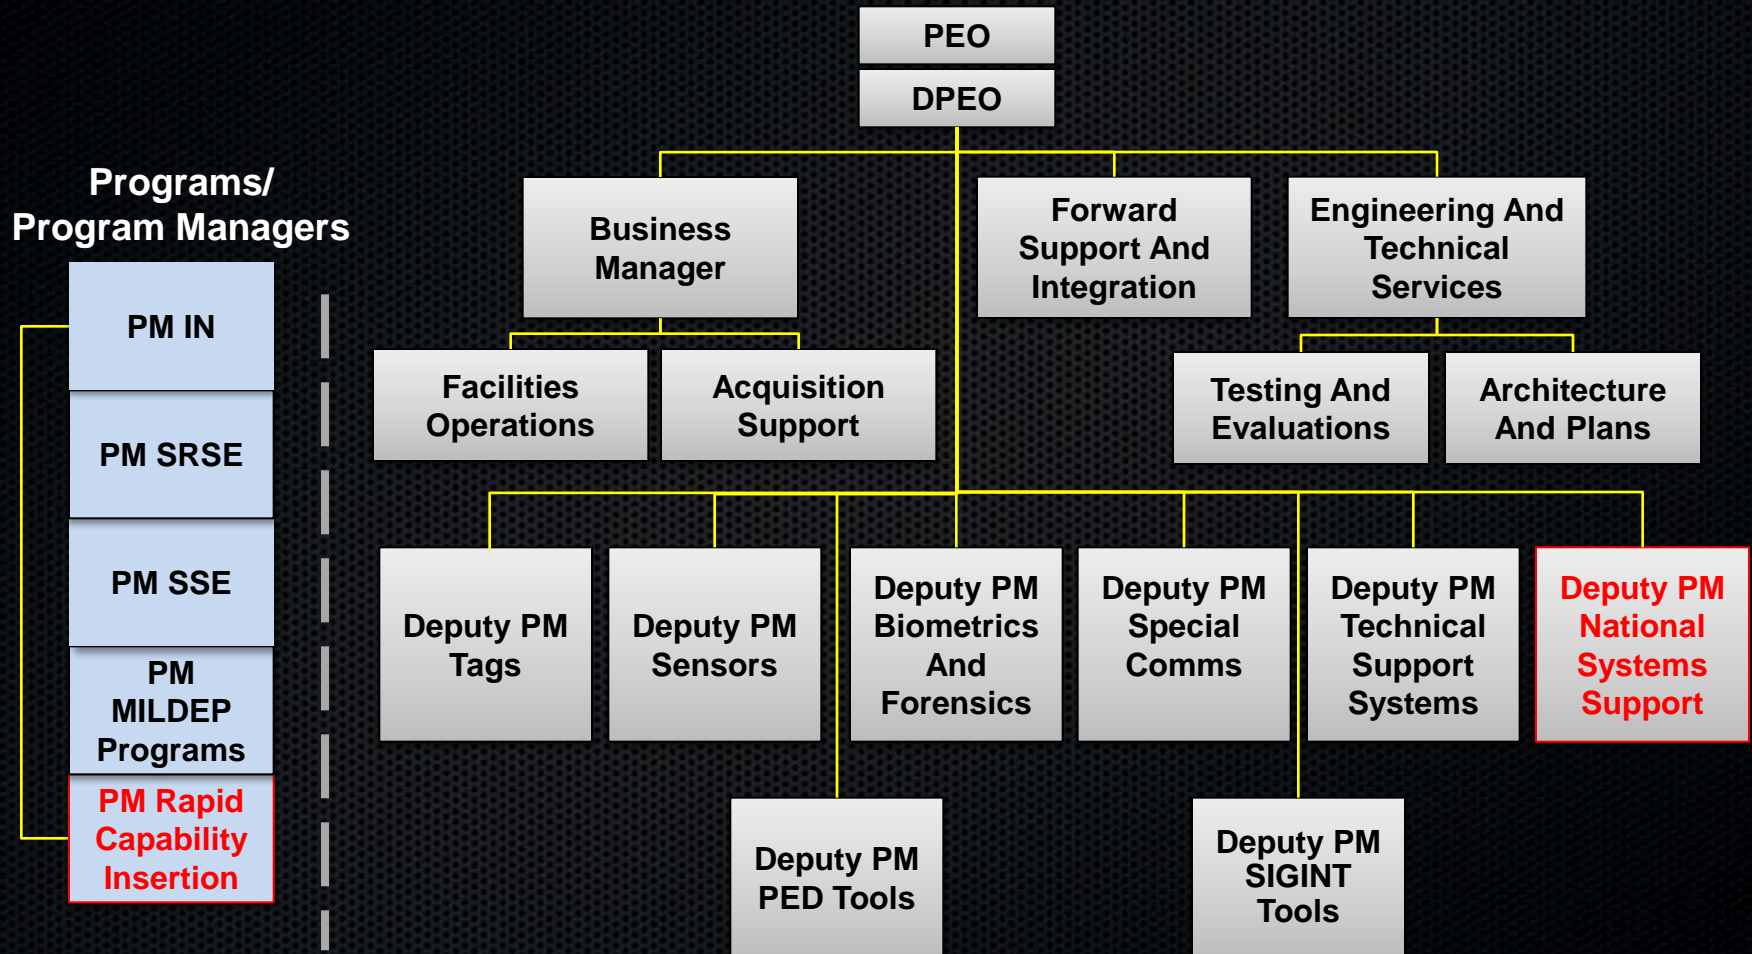 PEO
DPEO
Programs/
Program Managers
PM IN
PM SRSE
PM SSE
PM
MILDEP
Programs
PM Rapid
Capability
Insertion
Business
Manager
Forward
Support And
Integration
Engineering And
Technical
Services
Facilities
Operations
Acquisition
Support
Testing And
Evaluations
Architecture
And Plans
Deputy PM
Tags
Deputy PM
Sensors
Deputy PM
Biometrics
And
Forensics
Deputy PM
Special
Comms
Deputy PM
Technical
Support
Systems
Deputy PM
National
Systems
Support
Deputy PM
PED Tools
Deputy PM
SIGINT
Tools